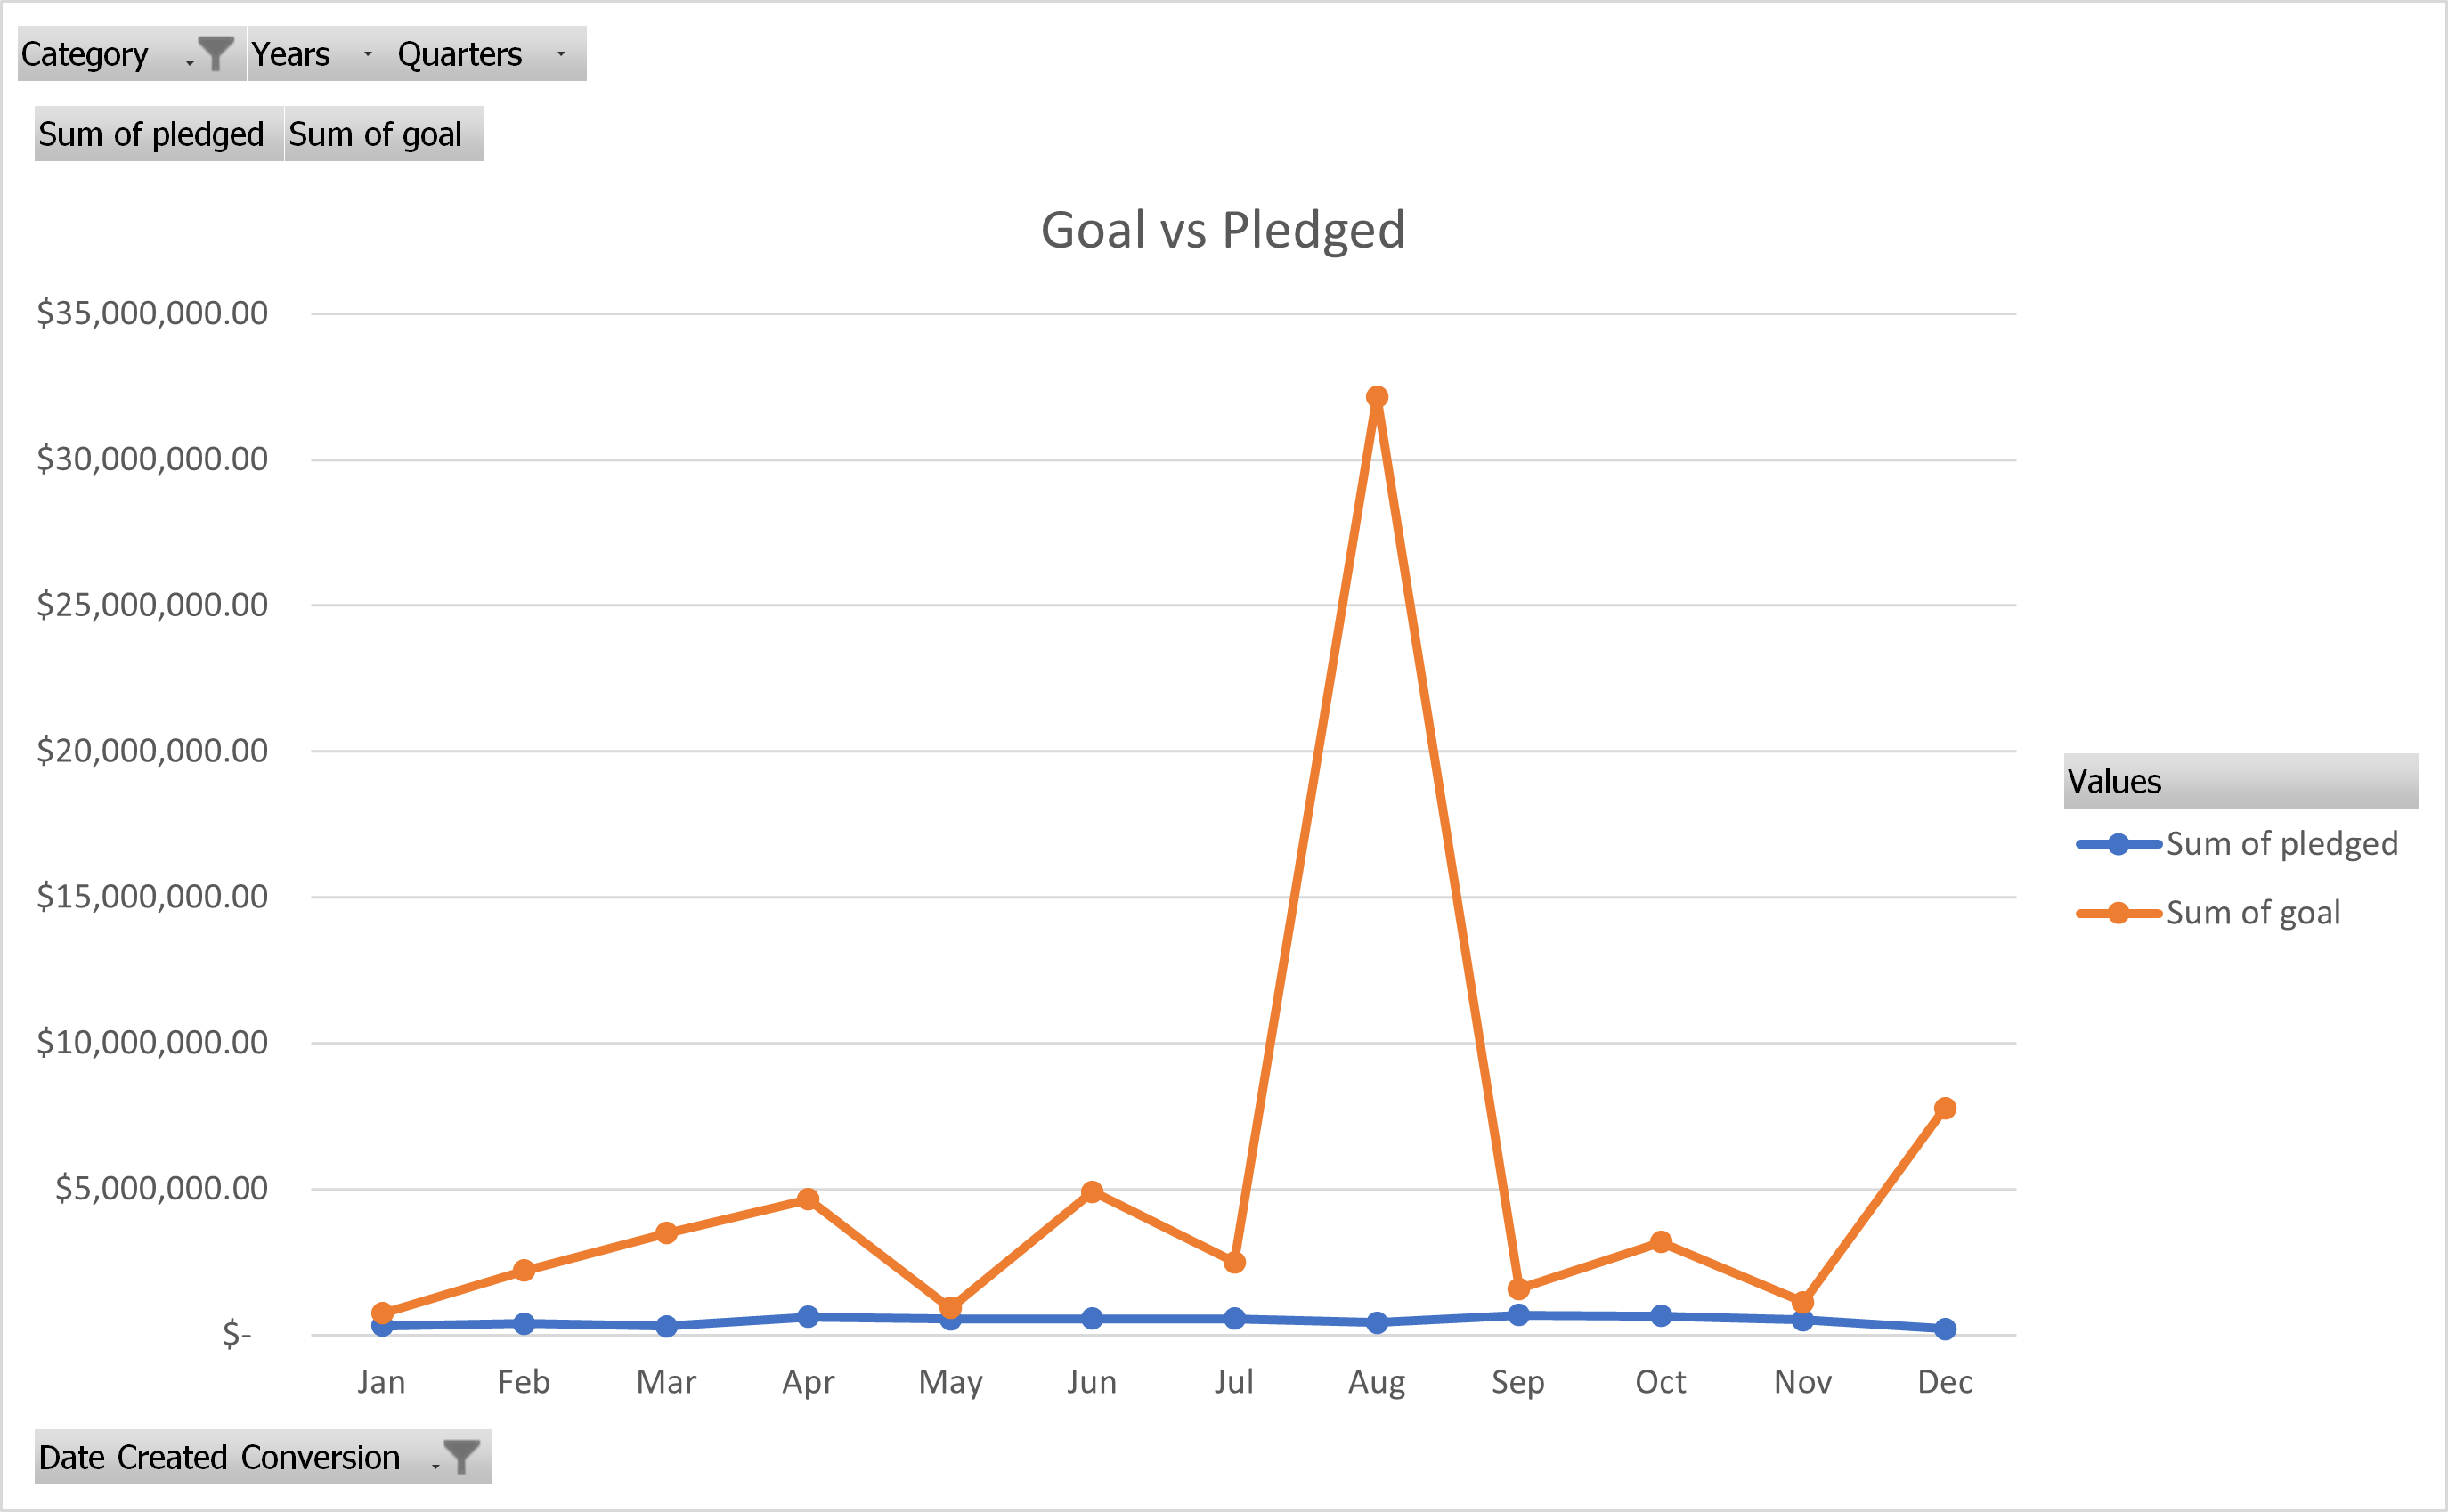 Category Years Quarters
Sum of pledged Sum of goal
Goal vs Pledged
$35,000,000.00
$30,000,000.00
$25,000,000.00
$20,000,000.00
$15,000,000.00
$10,000,000.00
$5,000,000.00
$-
Jan Feb Mar Apr May Jun Jul Aug Sep Oct Nov Dec
Values
Sum of pledged
Sum of goal
Date Created Conversion